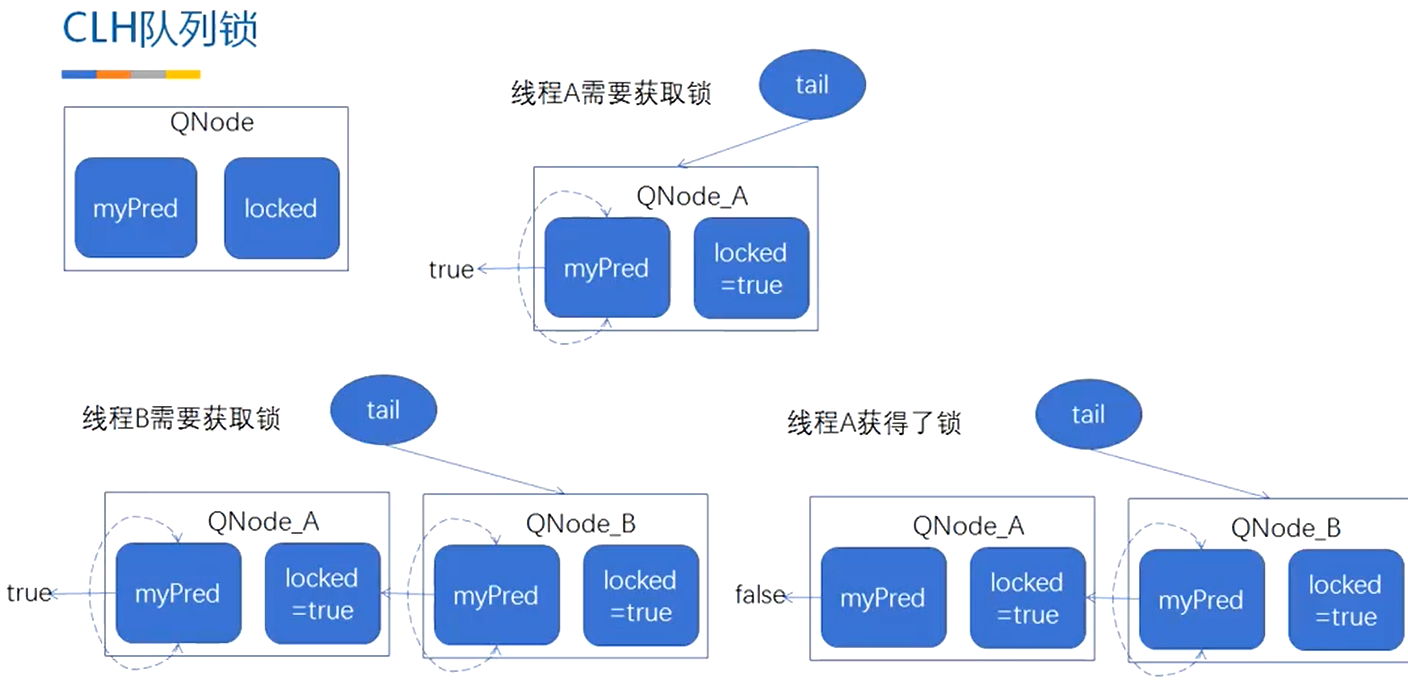 CLH队列锁
QNode
myPred
locked
线程A需要获取锁
tail
QNode_A
true
myPred
locked
=true
线程B需要获取锁
tail
QNode_A
true
myPred
locked
=true
QNode_B
myPred
locked
=true
线程A获得了锁
tail
QNode_A
false
myPred
locked
=true
QNode_B
myPred
locked
=true